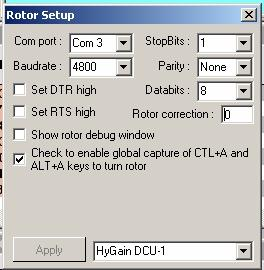 Rotor Setup
Com port : Com 3 StopBits : 1
Baudrate : 4800 Parity : None
Set DTR high Databits : 8
Set RTS high Rotor correction : 0
Show rotor debug window
Check to enable global capture of CTL+A and
ALT+A keys to turn rotor
Apply HyGain DCU-1